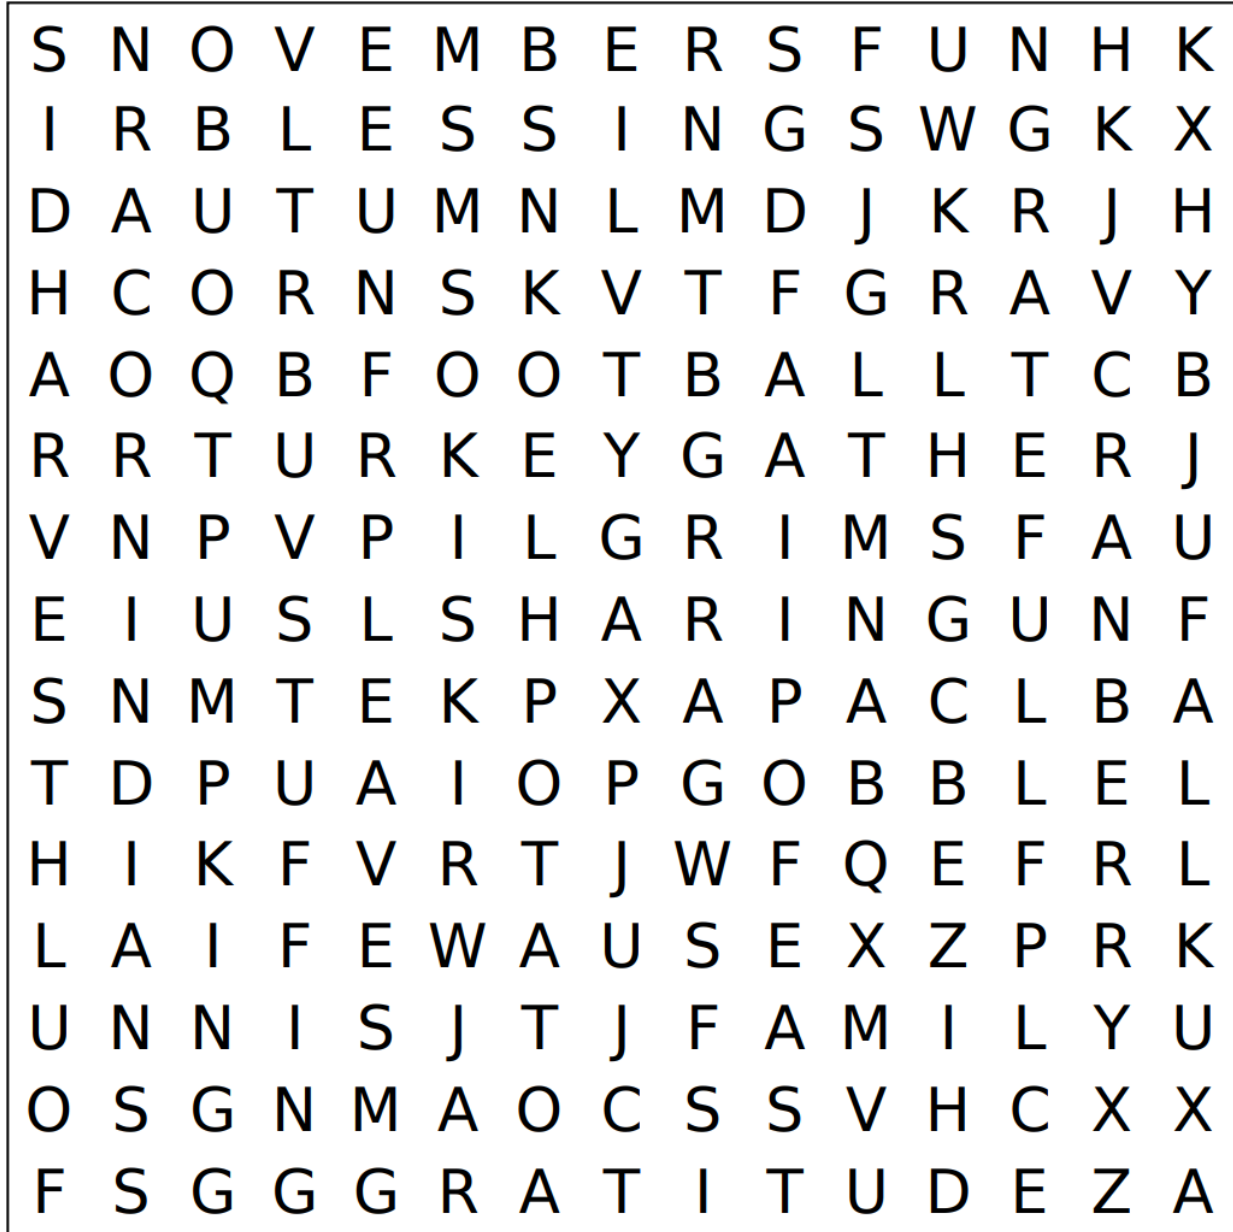 S N O V E M B E R S F U N H K
I R B L E S S I N G S W G K X
D A U T U M N L M D J K R J H
H C O R N S K V T F G R A V Y
A O Q B F O O T B A L L T C B
R R T U R K E Y G A T H E R J
V N P V P I L G R I M S F A U
E I U S L S H A R I N G U N F
S N M T E K P X A P A C L B A
T D P U A I O P G O B B L E L
H I K F V R T J W F Q E F R L
L A I F E W A U S E X Z P R K
U N N I S J T J F A M I L Y U
O S G N M A O C S S V H C X X
F S G G G R A T I T U D E Z A